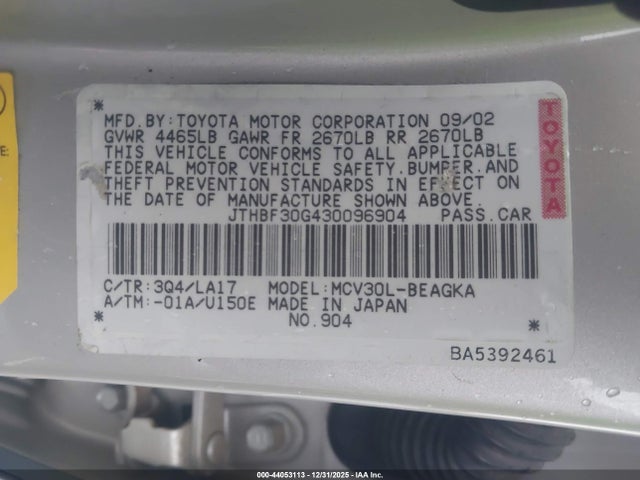 MFD.BY:TOYOTA MOTOR CORPORATION 09/02
GVWR 4465LB GAWR FR 2670LB RR 2670LB
THIS VEHICLE CONFORMS TO ALL APPLICABLE
FEDERAL MOTOR VEHICLE SAFETY,BUMPER,AND
THEFT PREVENTION STANDARDS IN EFFECT ON
THE DATE OF MANUFACTURE SHOWN ABOVE.
JTHBF30G430096904 PASS.CAR
TOYOTA
C/TR:3Q4/LA17 MODEL:MCV30L-BEAGKA
A/TM:-01A/U150E MADE IN JAPAN
NO.904
BA5392461
000-44053113 - 12/31/2025 - IAA Inc.